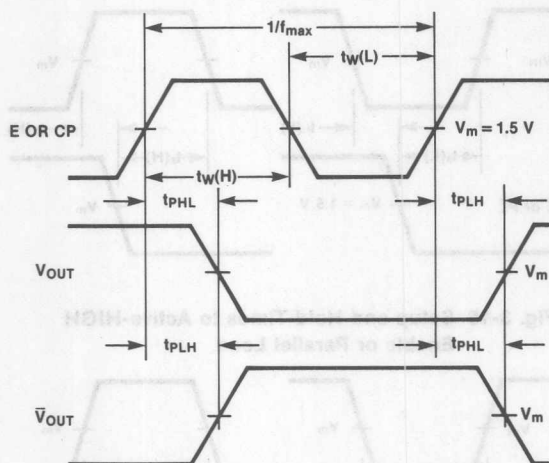 1/fmax
tW(L)
E OR CP
Vm = 1.5 V
tW(H)
tPHL
tPLH
VOUT
Vm
tPLH
tPHL
V̄OUT
Vm